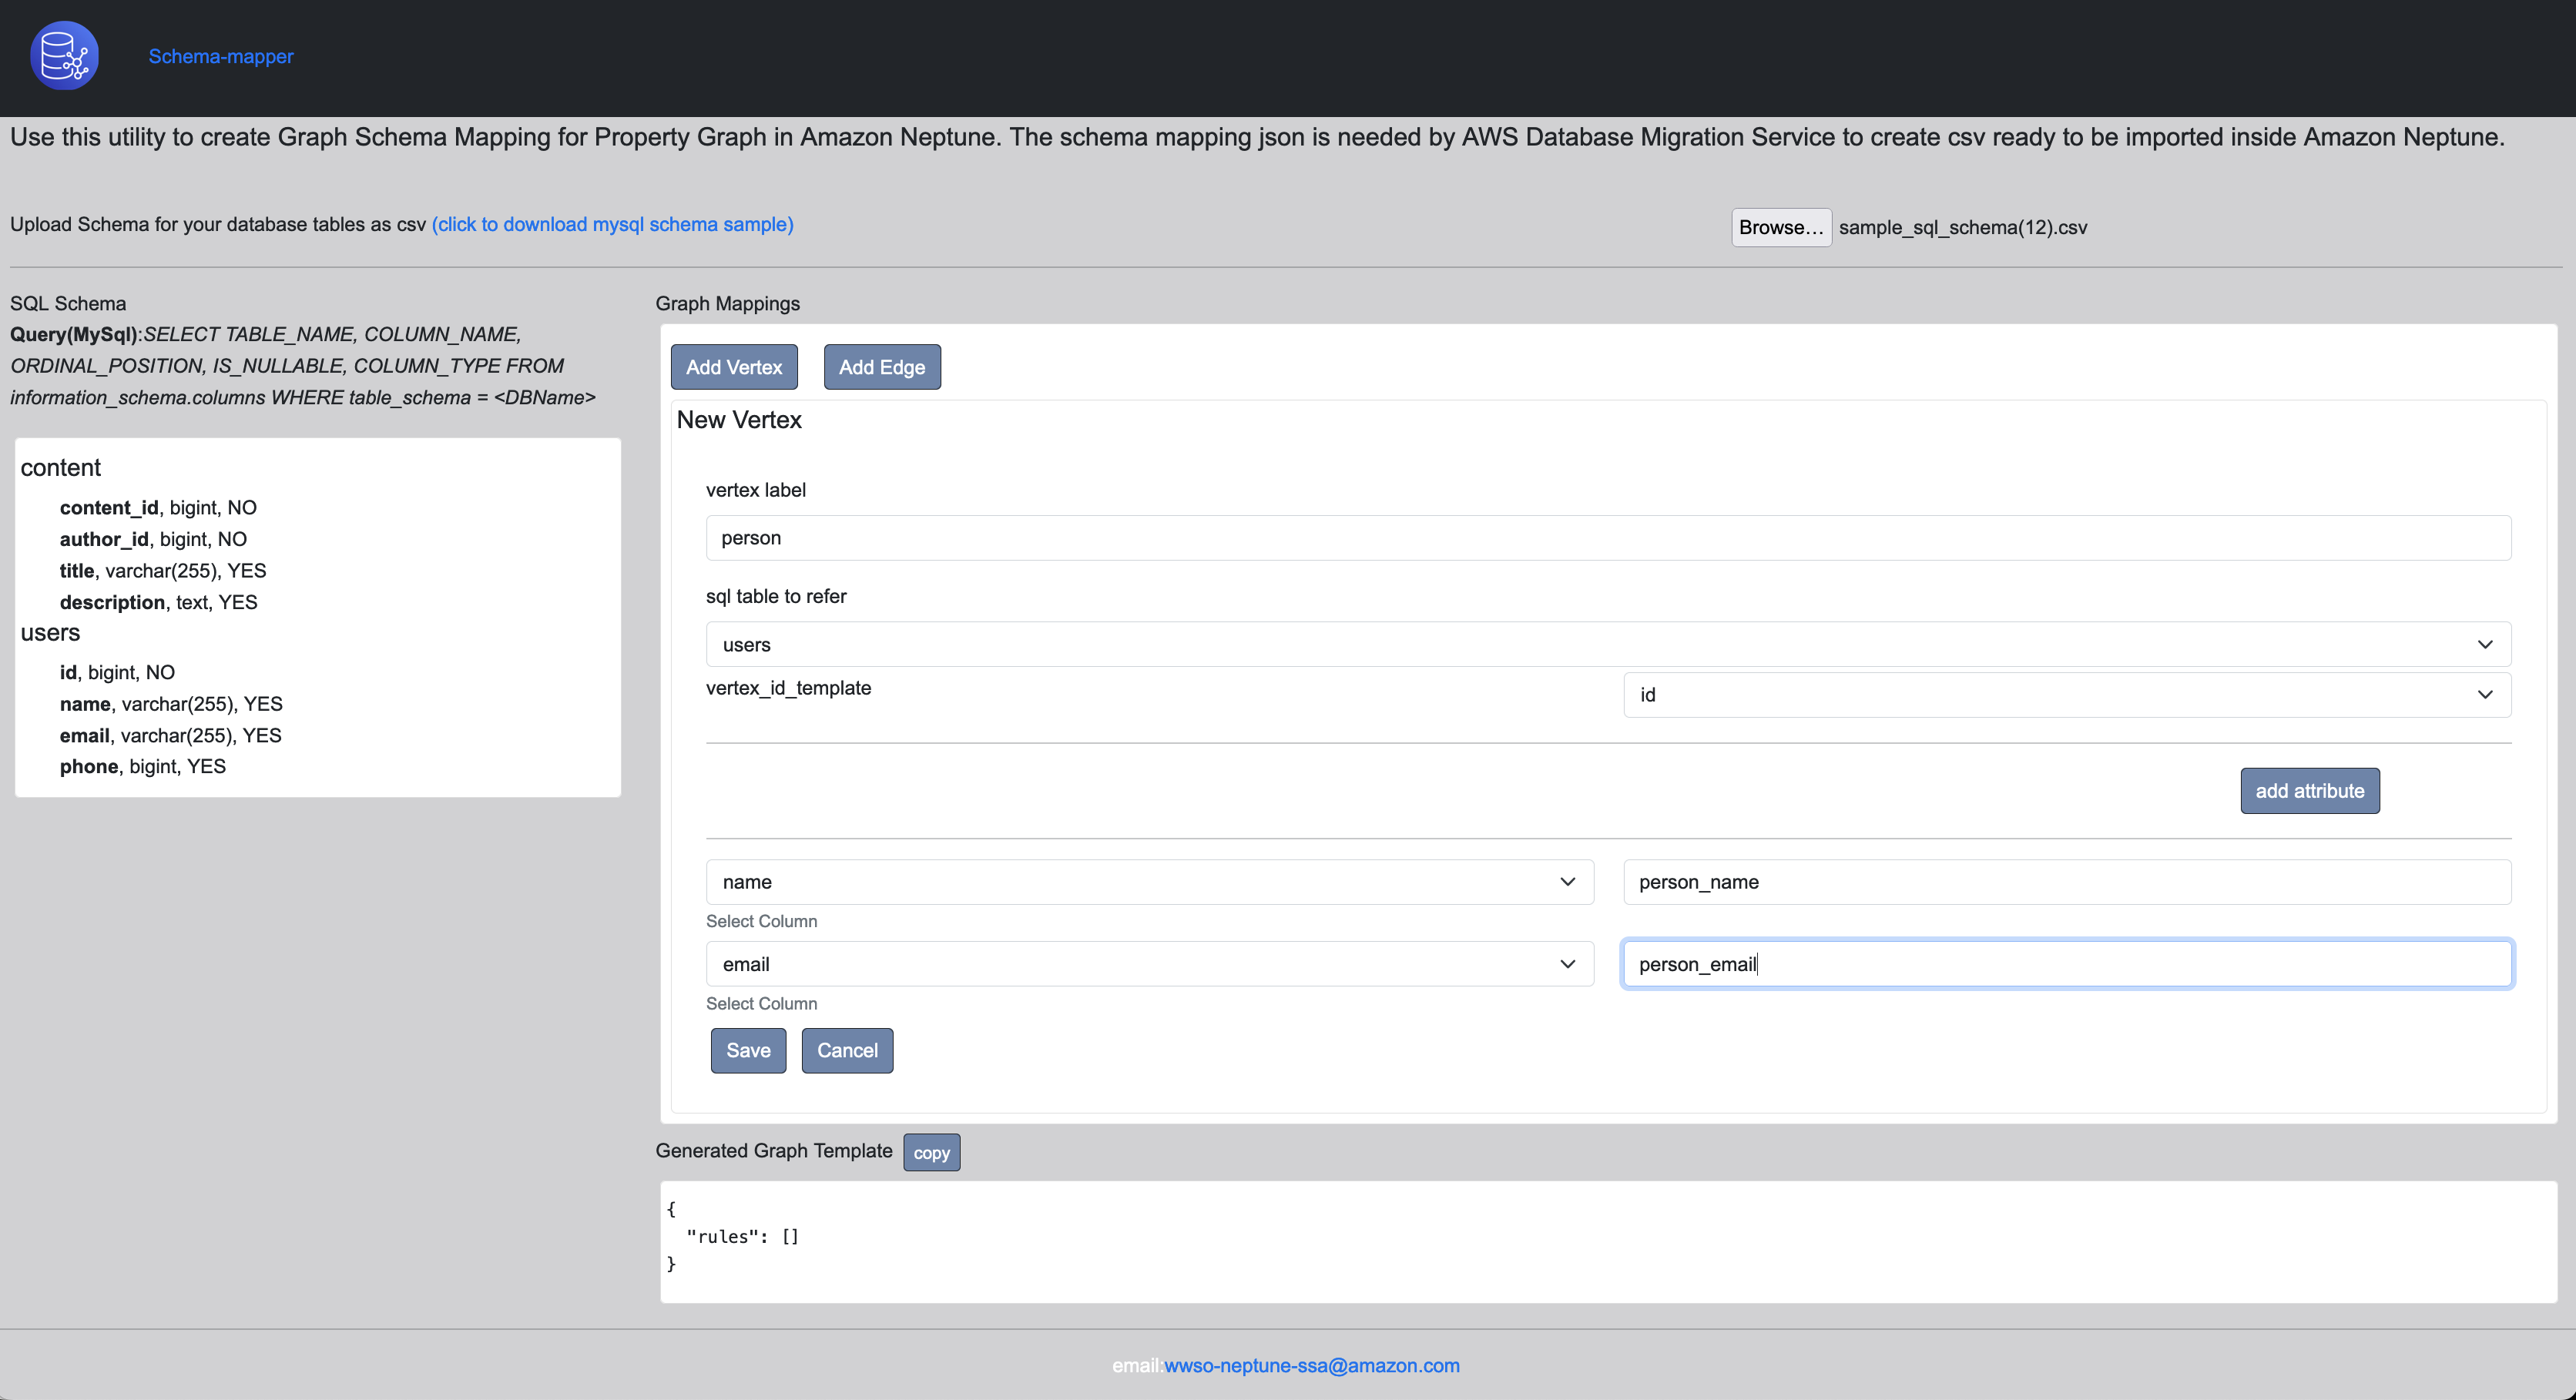 Schema-mapper
Use this utility to create Graph Schema Mapping for Property Graph in Amazon Neptune. The schema mapping json is needed by AWS Database Migration Service to create csv ready to be imported inside Amazon Neptune.
Upload Schema for your database tables as csv (click to download mysql schema sample)
Browse... sample_sql_schema(12).csv
SQL Schema
Query(MySql):SELECT TABLE_NAME, COLUMN_NAME,
ORDINAL_POSITION, IS_NULLABLE, COLUMN_TYPE FROM
information_schema.columns WHERE table_schema = <DBName>
content
content_id, bigint, NO
author_id, bigint, NO
title, varchar(255), YES
description, text, YES
users
id, bigint, NO
name, varchar(255), YES
email, varchar(255), YES
phone, bigint, YES
Graph Mappings
Add Vertex Add Edge
New Vertex
vertex label
person
sql table to refer
users
vertex_id_template id
add attribute
name person_name
Select Column
email person_email
Select Column
Save Cancel
Generated Graph Template copy
{
  "rules": []
}
email:wwso-neptune-ssa@amazon.com